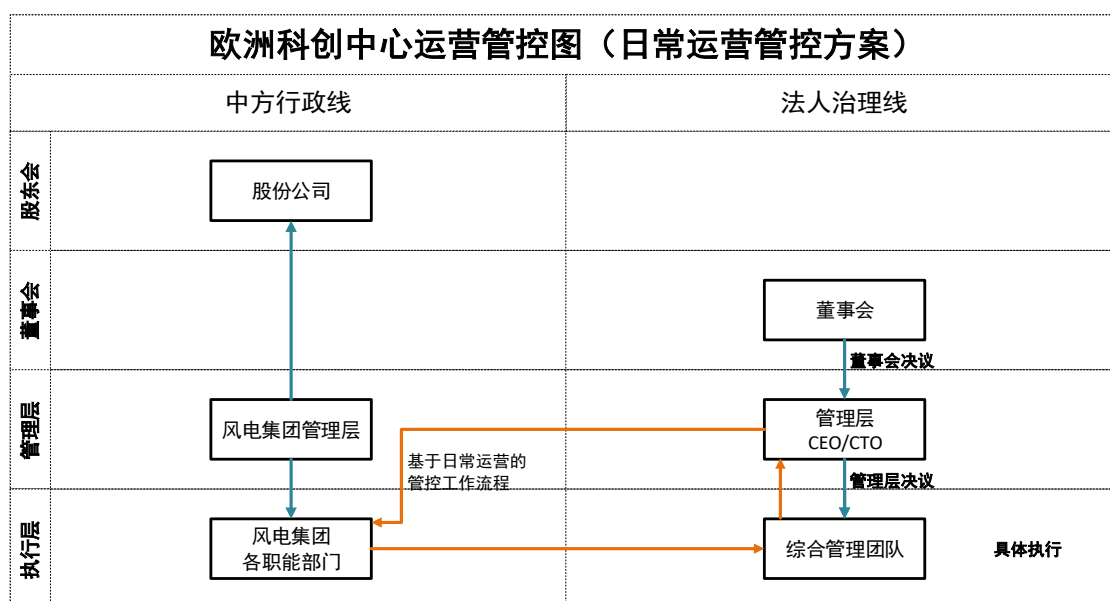 欧洲科创中心运营管控图（日常运营管控方案）
中方行政线
法人治理线
股东会
股份公司
董事会
董事会
董事会决议
管理层
风电集团管理层
管理层
CEO/CTO
基于日常运营的
管控工作流程
管理层决议
执行层
风电集团
各职能部门
综合管理团队
具体执行